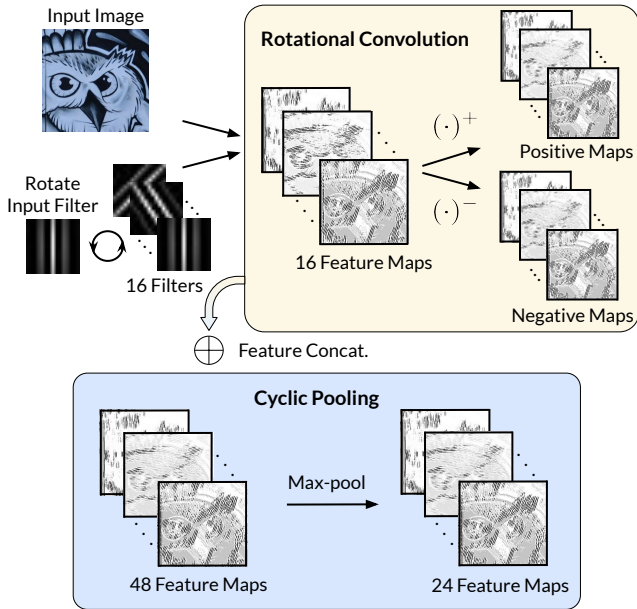 Input Image
Rotational Convolution
(·)⁺
Positive Maps
Rotate
Input Filter
(·)⁻
16 Filters
16 Feature Maps
Negative Maps
Feature Concat.
Cyclic Pooling
Max-pool
48 Feature Maps
24 Feature Maps